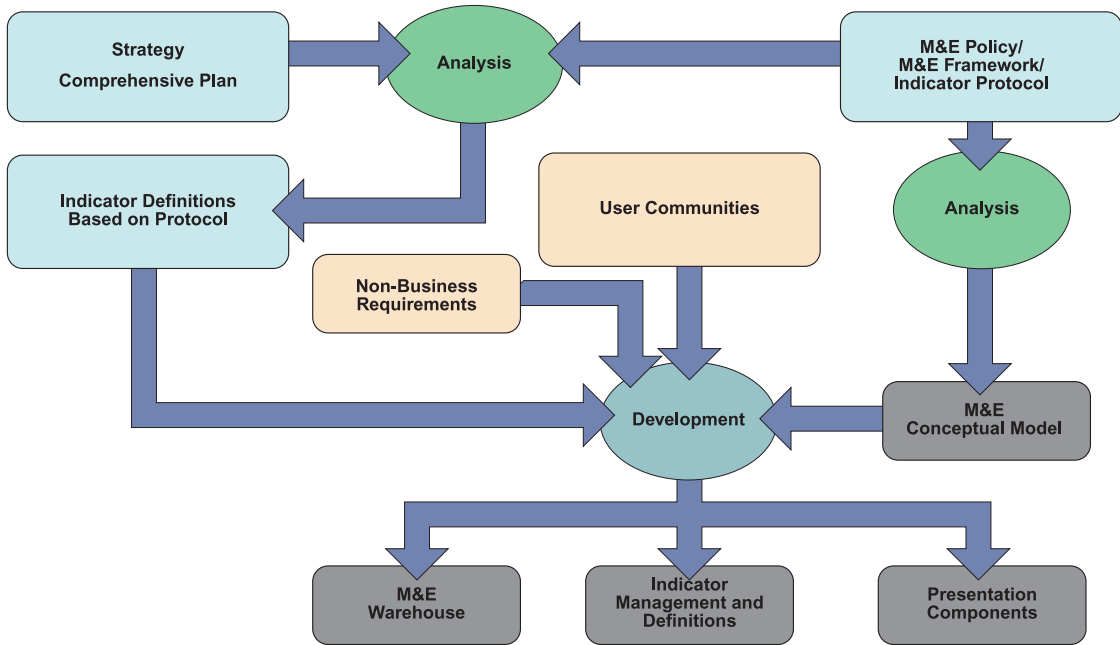 Strategy
Comprehensive Plan
Analysis
M&E Policy/
M&E Framework/
Indicator Protocol
Indicator Definitions
Based on Protocol
User Communities
Analysis
Non-Business
Requirements
Development
M&E
Conceptual Model
M&E
Warehouse
Indicator
Management and
Definitions
Presentation
Components